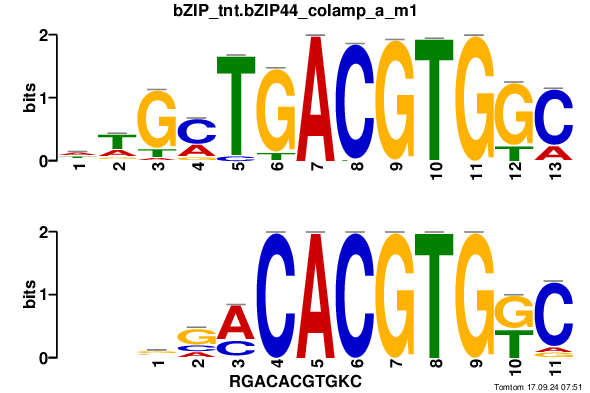 bZIP_tnt.bZIP44_colamp_a_m1
2
1
0
bits
T G C A T G A C G T G G C
1 2 3 4 5 6 7 8 9 10 11 12 13
2
1
0
bits
G A C A C G T G G C
1 2 3 4 5 6 7 8 9 10 11
RGACACGTGKC
Tomtom 17.09.24 07:51